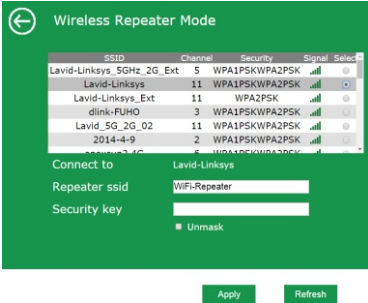 Wireless Repeater Mode
SSID Channel Security Signal Select
Lavid-Linksys_5GHz_2G_Ext 5 WPA1PSKWPA2PSK
Lavid-Linksys 11 WPA1PSKWPA2PSK
Lavid-Linksys_Ext 11 WPA2PSK
dlink-FUHO 3 WPA1PSKWPA2PSK
Lavid_5G_2G_02 11 WPA1PSKWPA2PSK
2014-4-9 2 WPA1PSKWPA2PSK
Connect to Lavid-Linksys
Repeater ssid WiFi-Repeater
Security key
Unmask
Apply Refresh